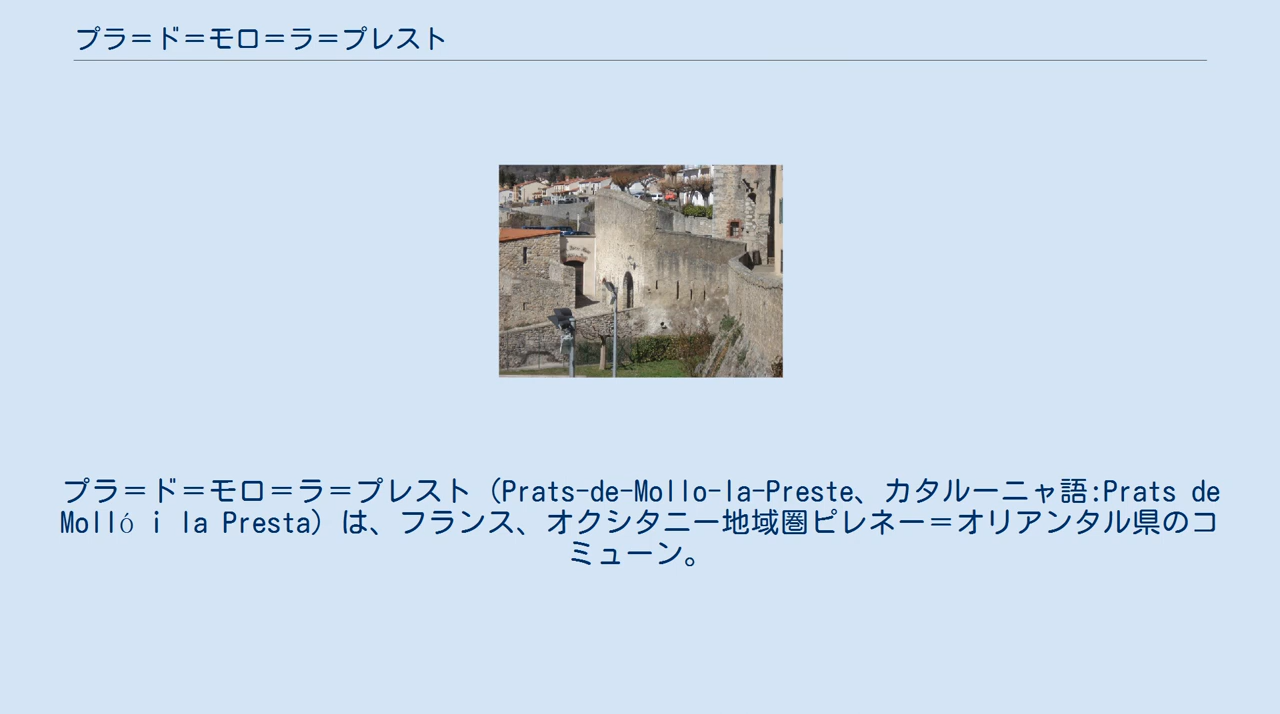 プラ＝ド＝モロ＝ラ＝プレスト
プラ＝ド＝モロ＝ラ＝プレスト（Prats-de-Mollo-la-Preste、カタルーニャ語:Prats de
Molló i la Presta）は、フランス、オクシタニー地域圏ピレネー＝オリアンタル県のコ
ミューン。